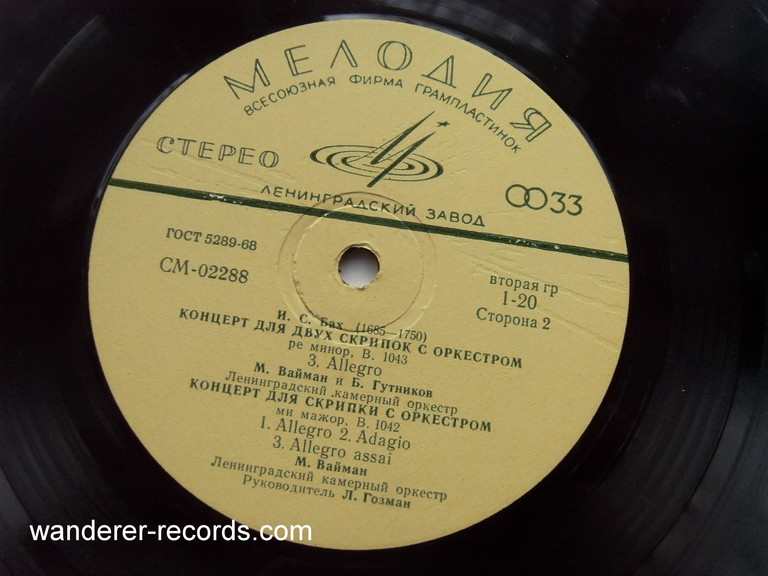 МЕЛОДИЯ
ВСЕСОЮЗНАЯ ФИРМА ГРАМПЛАСТИНОК
СТЕРЕО
33
ЛЕНИНГРАДСКИЙ ЗАВОД
ГОСТ 5289-68
СМ-02288
вторая гр
1-20
Сторона 2
И. С. Бах (1685—1750)
КОНЦЕРТ ДЛЯ ДВУХ СКРИПОК С ОРКЕСТРОМ
ре минор, В. 1043
3. Allegro
М. Вайман и Б. Гутников
Ленинградский камерный оркестр
КОНЦЕРТ ДЛЯ СКРИПКИ С ОРКЕСТРОМ
ми мажор, В. 1042
1. Allegro 2. Adagio
3. Allegro assai
М. Вайман
Ленинградский камерный оркестр
Руководитель Л. Гозман
wanderer-records.com